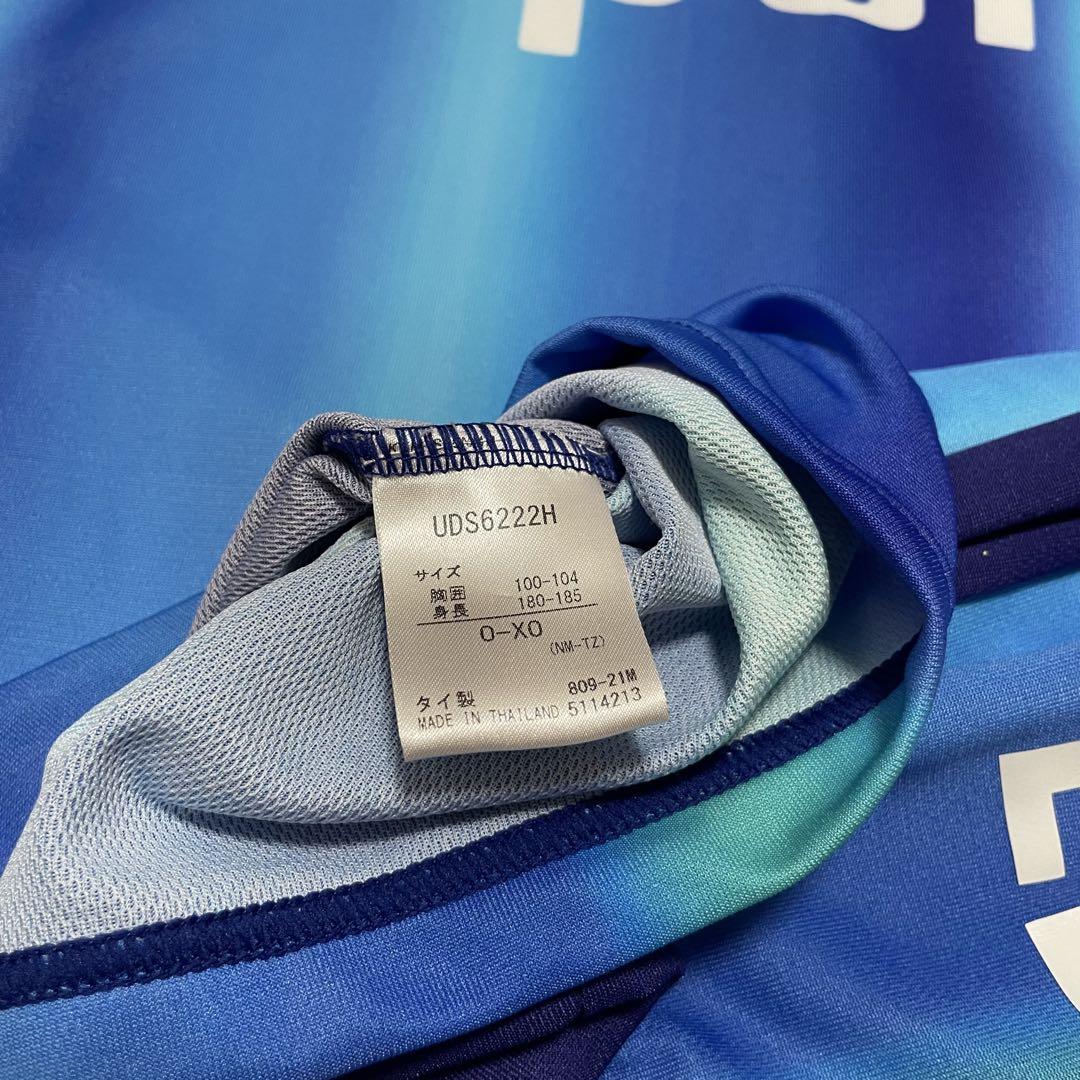 UDS6222H
サイズ
胸囲 100-104
身長 180-185
O-XO
(NM-TZ)
タイ製 809-21M
MADE IN THAILAND 5114213